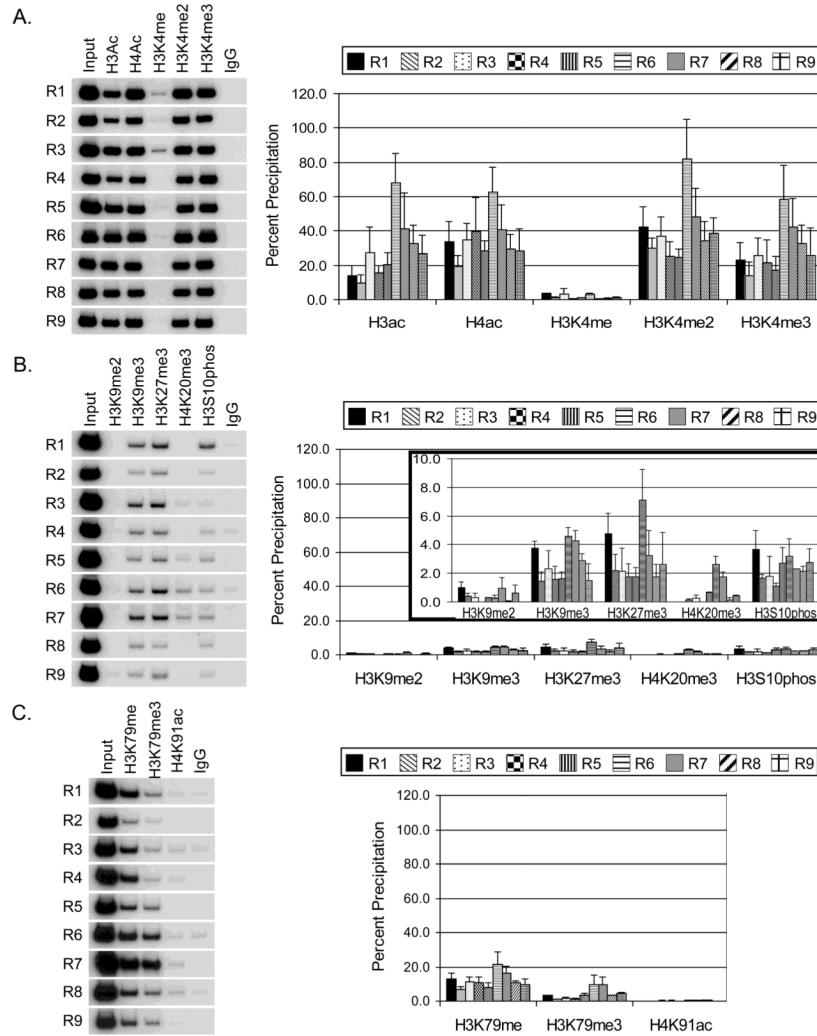 A.
Input H3Ac H4Ac H3K4me H3K4me2 H3K4me3 IgG
R1
R2
R3
R4
R5
R6
R7
R8
R9
R1 R2 R3 R4 R5 R6 R7 R8 R9
Percent Precipitation
120.0
100.0
80.0
60.0
40.0
20.0
0.0
H3ac H4ac H3K4me H3K4me2 H3K4me3
B.
Input H3K9me2 H3K9me3 H3K27me3 H4K20me3 H3S10phos IgG
R1
R2
R3
R4
R5
R6
R7
R8
R9
R1 R2 R3 R4 R5 R6 R7 R8 R9
Percent Precipitation
120.0
100.0
80.0
60.0
40.0
20.0
0.0
10.0
8.0
6.0
4.0
2.0
0.0
H3K9me2 H3K9me3 H3K27me3 H4K20me3 H3S10phos
H3K9me2 H3K9me3 H3K27me3 H4K20me3 H3S10phos
C.
Input H3K79me H3K79me3 H4K91ac IgG
R1
R2
R3
R4
R5
R6
R7
R8
R9
R1 R2 R3 R4 R5 R6 R7 R8 R9
Percent Precipitation
120.0
100.0
80.0
60.0
40.0
20.0
0.0
H3K79me H3K79me3 H4K91ac